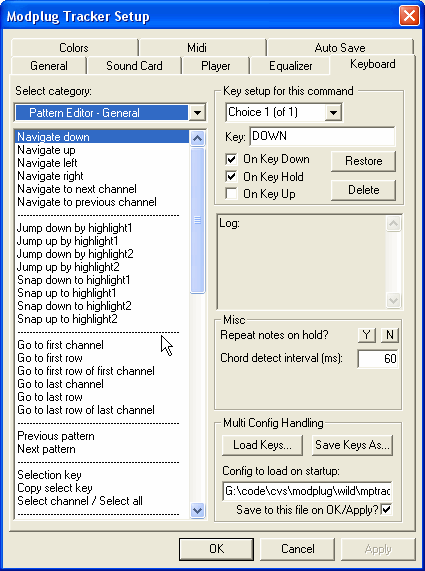 Modplug Tracker Setup
Colors Midi Auto Save
General Sound Card Player Equalizer Keyboard
Select category:
Pattern Editor - General
Navigate down
Navigate up
Navigate left
Navigate right
Navigate to next channel
Navigate to previous channel
------------------------------------------------------
Jump down by highlight1
Jump up by highlight1
Jump down by highlight2
Jump up by highlight2
Snap down to highlight1
Snap up to highlight1
Snap down to highlight2
Snap up to highlight2
------------------------------------------------------
Go to first channel
Go to first row
Go to first row of first channel
Go to last channel
Go to last row
Go to last row of last channel
------------------------------------------------------
Previous pattern
Next pattern
------------------------------------------------------
Selection key
Copy select key
Select channel / Select all
------------------------------------------------------
Key setup for this command
Choice 1 (of 1)
Key: DOWN
On Key Down
Restore
On Key Hold
On Key Up
Delete
Log:
Misc
Repeat notes on hold? Y N
Chord detect interval (ms): 60
Multi Config Handling
Load Keys... Save Keys As...
Config to load on startup:
G:\code\cvs\modplug\wild\mptrac
Save to this file on OK/Apply?
OK Cancel Apply